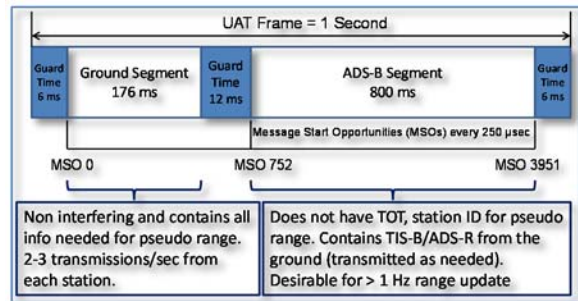 UAT Frame = 1 Second
Guard
Time
6 ms
Ground Segment
176 ms
Guard
Time
12 ms
ADS-B Segment
800 ms
Guard
Time
6 ms
Message Start Opportunities (MSOs) every 250 µsec
MSO 0
MSO 752
MSO 3951
Non interfering and contains all
info needed for pseudo range.
2-3 transmissions/sec from
each station.
Does not have TOT, station ID for pseudo
range. Contains TIS-B/ADS-R from the
ground (transmitted as needed).
Desirable for > 1 Hz range update